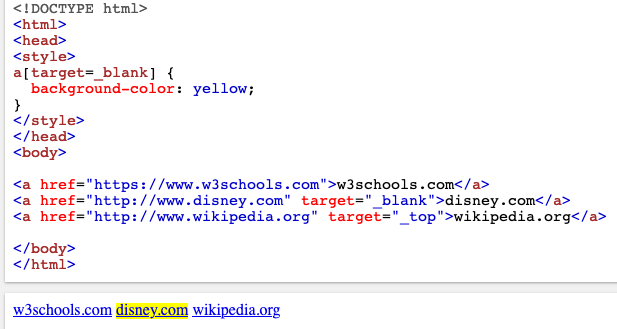 <!DOCTYPE html>
<html>
<head>
<style>
a[target=_blank] {
  background-color: yellow;
}
</style>
</head>
<body>

<a href="https://www.w3schools.com">w3schools.com</a>
<a href="http://www.disney.com" target="_blank">disney.com</a>
<a href="http://www.wikipedia.org" target="_top">wikipedia.org</a>

</body>
</html>
w3schools.com disney.com wikipedia.org